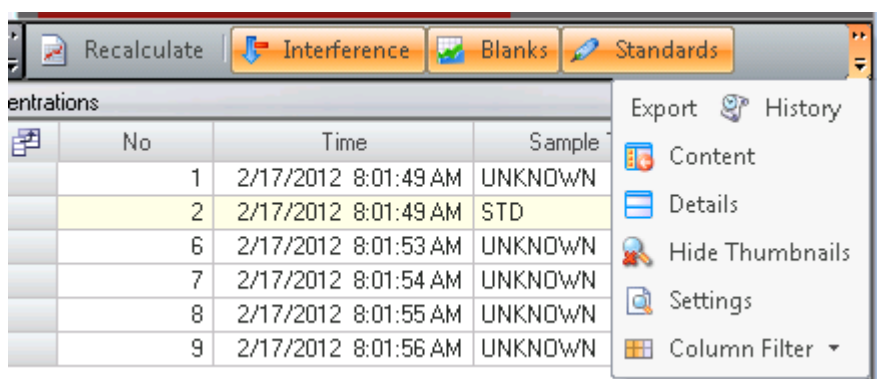 Recalculate Interference Blanks Standards
entrations
Export History
No Time Sample T
Content
1 2/17/2012 8:01:49 AM UNKNOWN
2 2/17/2012 8:01:49 AM STD
Details
6 2/17/2012 8:01:53 AM UNKNOWN
Hide Thumbnails
7 2/17/2012 8:01:54 AM UNKNOWN
8 2/17/2012 8:01:55 AM UNKNOWN
Settings
9 2/17/2012 8:01:56 AM UNKNOWN
Column Filter